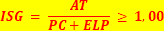 ISG = AT / PC + ELP ≥ 1,00